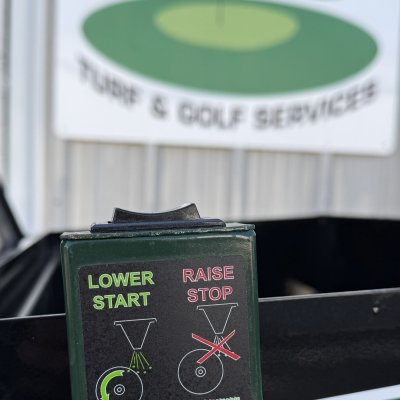 TURF & GOLF SERVICES
LOWER
START
RAISE
STOP